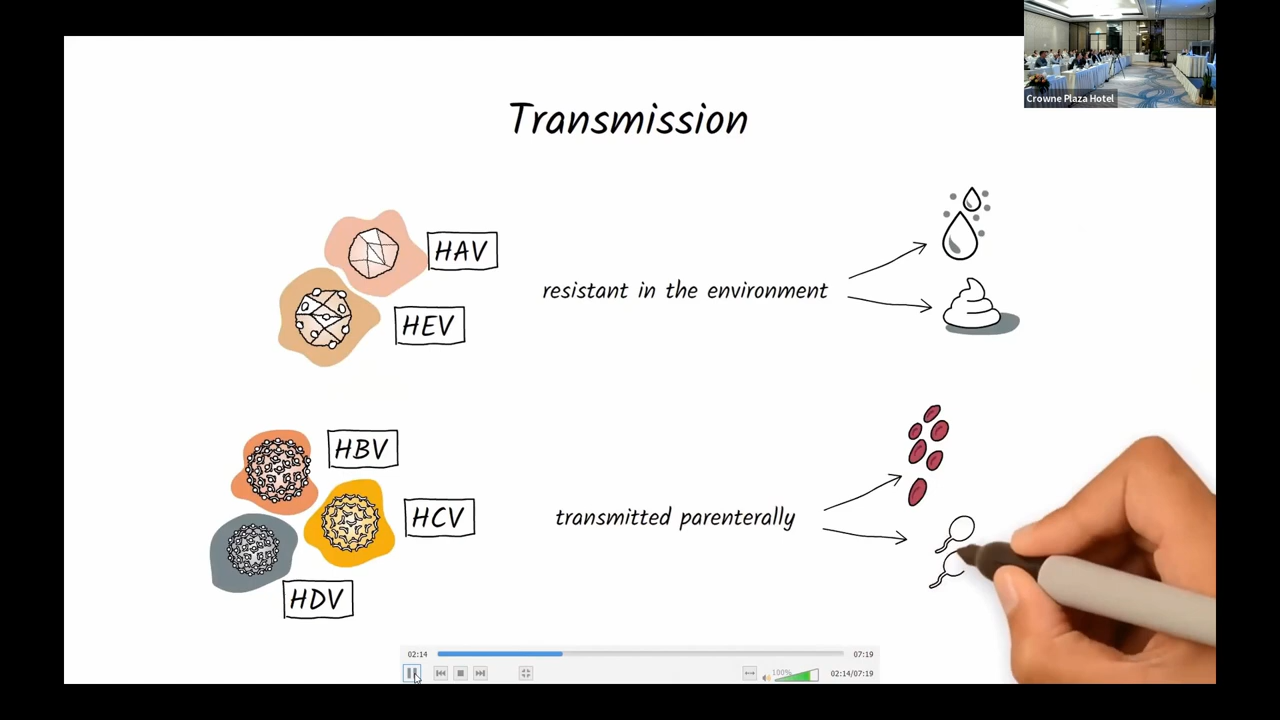 Crowne Plaza Hotel
Transmission
HAV
HEV
resistant in the environment
HBV
HCV
HDV
transmitted parenterally
02:14
07:19
100%
02:14/07:19